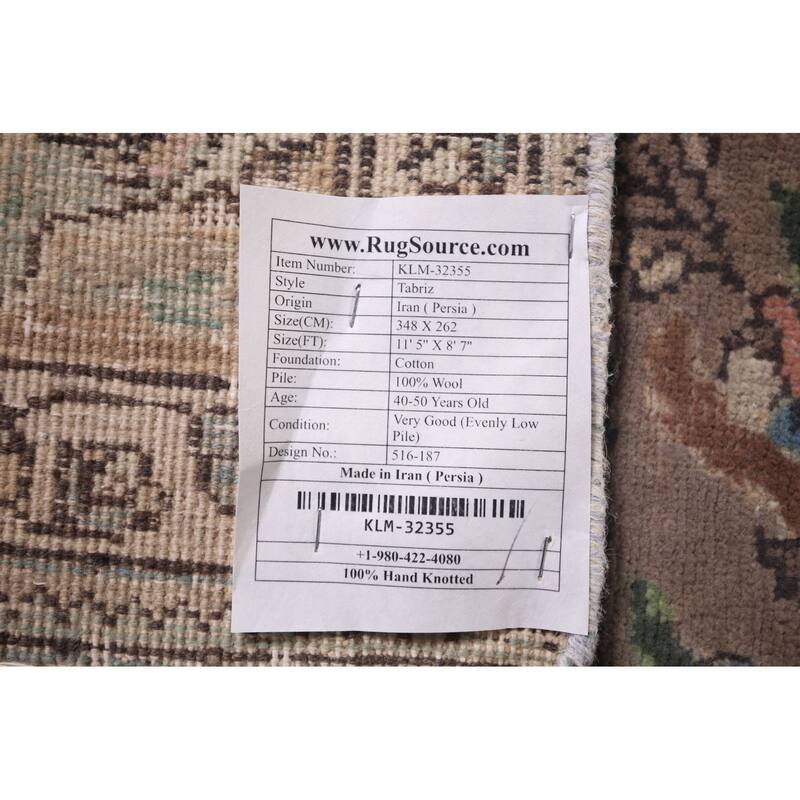 www.RugSource.com
Item Number: KLM-32355
Style Tabriz
Origin Iran ( Persia )
Size(CM): 348 X 262
Size(FT): 11' 5" X 8' 7"
Foundation: Cotton
Pile: 100% Wool
Age: 40-50 Years Old
Condition: Very Good (Evenly Low
Pile)
Design No.: 516-187
Made in Iran ( Persia )
KLM-32355
+1-980-422-4080
100% Hand Knotted